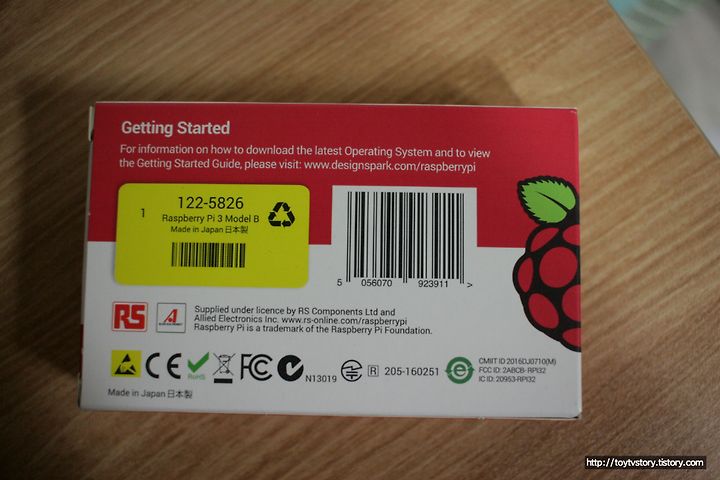 Getting Started
For information on how to download the latest Operating System and to view
the Getting Started Guide, please visit: www.designspark.com/raspberrypi
122-5826
1
Raspberry Pi 3 Model B
Made in Japan 日本製
5 056070 923911 >
RS
Supplied under licence by RS Components Ltd and
Allied Electronics Inc. www.rs-online.com/raspberrypi
Raspberry Pi is a trademark of the Raspberry Pi Foundation.
CE
RoHS
FC
N13019
R 205-160251
CMIIT ID 2016DJ0710(M)
FCC ID: 2ABCB-RPI32
IC ID: 20953-RPI32
Made in Japan 日本製
http://toytvstory.tistory.com